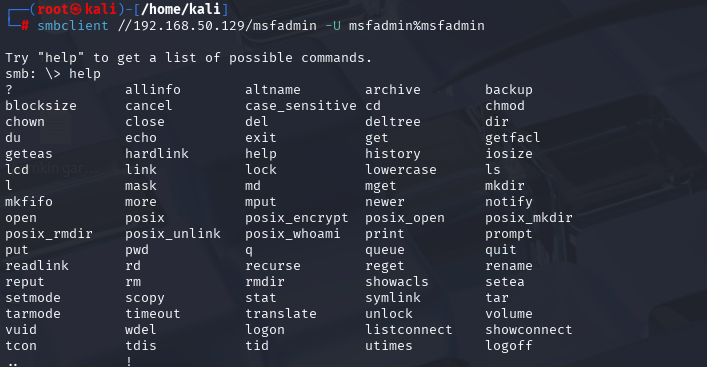 ┌──(root㉿kali)-[/home/kali]
└─# smbclient //192.168.50.129/msfadmin -U msfadmin%msfadmin
Try "help" to get a list of possible commands.
smb: \> help
? allinfo altname archive backup
blocksize cancel case_sensitive cd chmod
chown close del deltree dir
du echo exit get getfacl
geteas hardlink help history iosize
lcd link lock lowercase ls
l mask md mget mkdir
mkfifo more mput newer notify
open posix posix_encrypt posix_open posix_mkdir
posix_rmdir posix_unlink posix_whoami print prompt
put pwd q queue quit
readlink rd recurse reget rename
reput rm rmdir showacls setea
setmode scopy stat symlink tar
tarmode timeout translate unlock volume
vuid wdel logon listconnect showconnect
tcon tdis tid utimes logoff
.. !